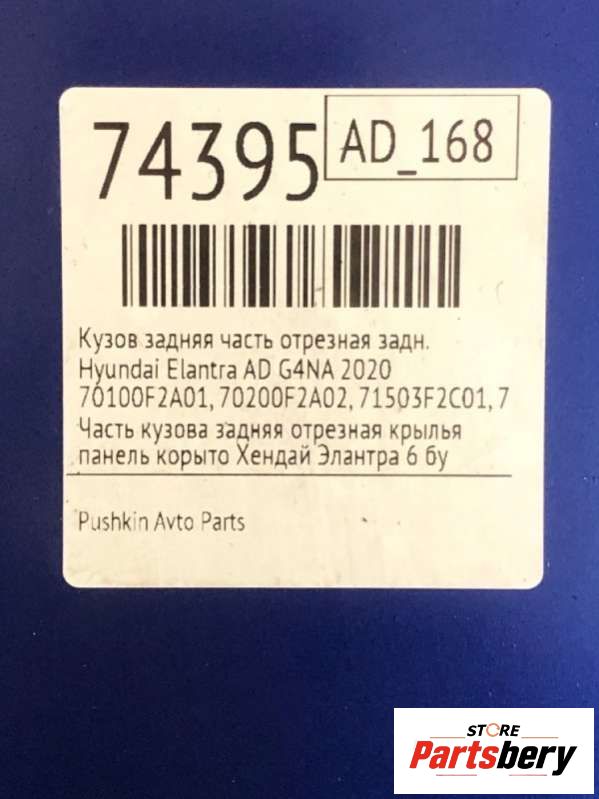 74395
AD_168
Кузов задняя часть отрезная задн.
Hyundai Elantra AD G4NA 2020
70100F2A01, 70200F2A02, 71503F2C01, 7
Часть кузова задняя отрезная крылья
панель корыто Хендай Элантра 6 бу
Pushkin Avto Parts
STORE
Partsbery